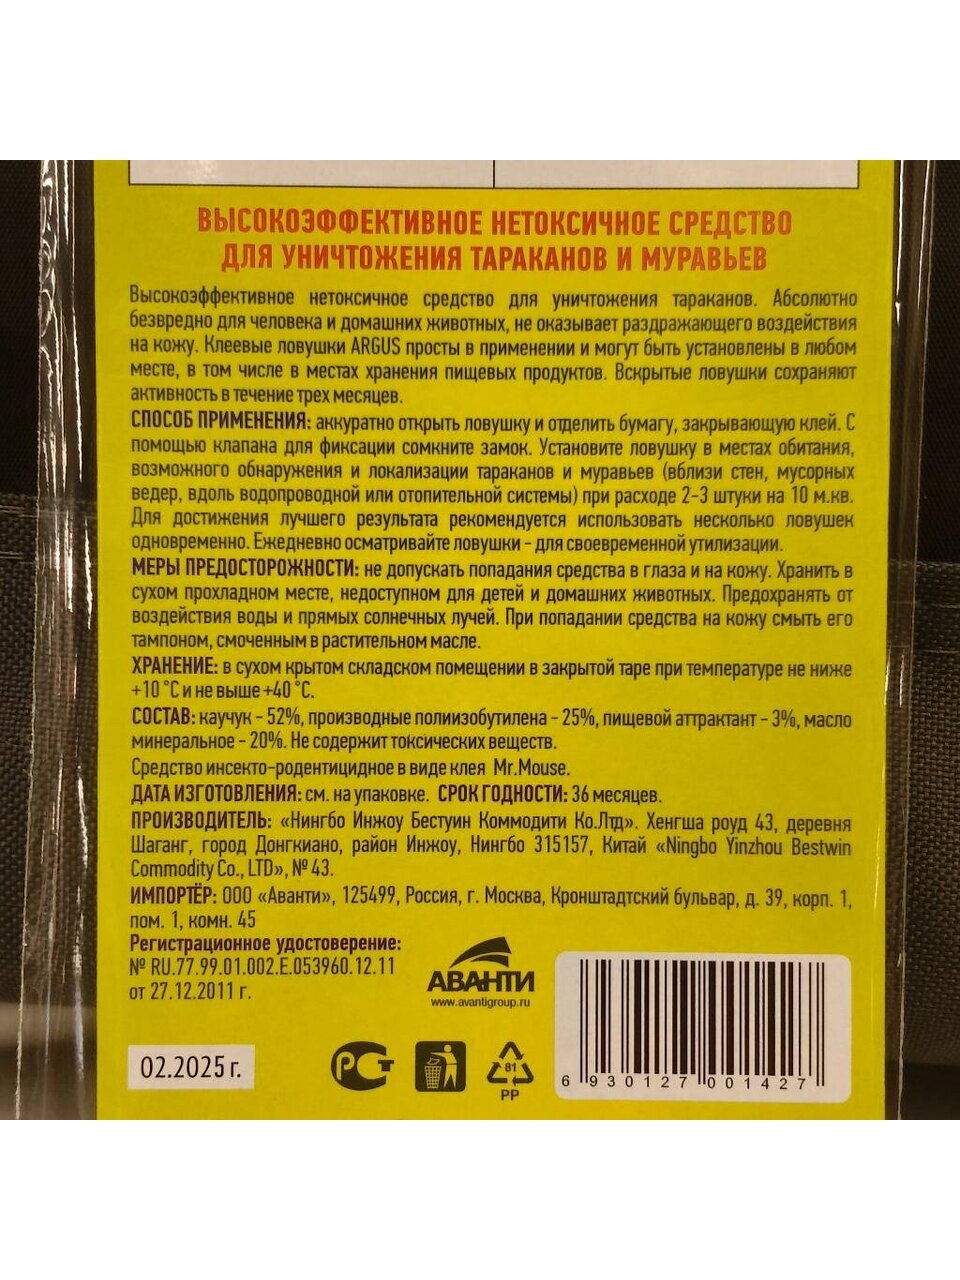 ВЫСОКОЭФФЕКТИВНОЕ НЕТОКСИЧНОЕ СРЕДСТВО
ДЛЯ УНИЧТОЖЕНИЯ ТАРАКАНОВ И МУРАВЬЕВ
Высокоэффективное нетоксичное средство для уничтожения тараканов. Абсолютно
безвредно для человека и домашних животных, не оказывает раздражающего воздействия
на кожу. Клеевые ловушки ARGUS просты в применении и могут быть установлены в любом
месте, в том числе в местах хранения пищевых продуктов. Вскрытые ловушки сохраняют
активность в течение трех месяцев.
СПОСОБ ПРИМЕНЕНИЯ: аккуратно открыть ловушку и отделить бумагу, закрывающую клей. С
помощью клапана для фиксации сомкните замок. Установите ловушку в местах обитания,
возможного обнаружения и локализации тараканов и муравьев (вблизи стен, мусорных
ведер, вдоль водопроводной или отопительной системы) при расходе 2-3 штуки на 10 м.кв.
Для достижения лучшего результата рекомендуется использовать несколько ловушек
одновременно. Ежедневно осматривайте ловушки - для своевременной утилизации.
МЕРЫ ПРЕДОСТОРОЖНОСТИ: не допускать попадания средства в глаза и на кожу. Хранить в
сухом прохладном месте, недоступном для детей и домашних животных. Предохранять от
воздействия воды и прямых солнечных лучей. При попадании средства на кожу смыть его
тампоном, смоченным в растительном масле.
ХРАНЕНИЕ: в сухом крытом складском помещении в закрытой таре при температуре не ниже
+10 °С и не выше +40 °С.
СОСТАВ: каучук - 52%, производные полиизобутилена - 25%, пищевой аттрактант - 3%, масло
минеральное - 20%. Не содержит токсических веществ.
Средство инсекто-родентицидное в виде клея Mr.Mouse.
ДАТА ИЗГОТОВЛЕНИЯ: см. на упаковке. СРОК ГОДНОСТИ: 36 месяцев.
ПРОИЗВОДИТЕЛЬ: «Нингбо Инжоу Бестуин Коммодити Ко.Лтд». Хенгша роуд 43, деревня
Шаганг, город Донгкиано, район Инжоу, Нингбо 315157, Китай «Ningbo Yinzhou Bestwin
Commodity Co., LTD», № 43.
ИМПОРТЁР: ООО «Аванти», 125499, Россия, г. Москва, Кронштадтский бульвар, д. 39, корп. 1,
пом. 1, комн. 45
Регистрационное удостоверение:
№ RU.77.99.01.002.Е.053960.12.11
от 27.12.2011 г.
АВАНТИ
www.avantigroup.ru
02.2025 г.
РСТ
81
PP
6 930127 001427